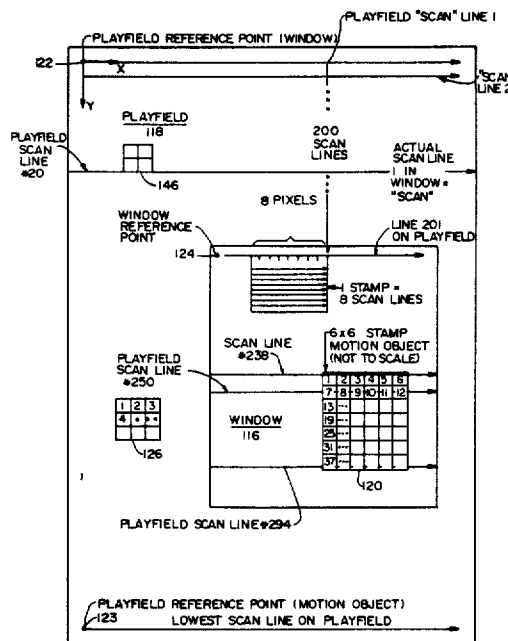 PLAYFIELD "SCAN" LINE 1
PLAYFIELD REFERENCE POINT (WINDOW)
122
X
"SCAN"
LINE 2
Y
PLAYFIELD
118
PLAYFIELD
SCAN
LINE
#20
146
200
SCAN
LINES
ACTUAL
SCAN LINE
1 IN
WINDOW =
"SCAN"
8 PIXELS
WINDOW
REFERENCE
POINT
124
LINE 201
ON PLAYFIELD
1 STAMP =
8 SCAN LINES
SCAN LINE
#238
6x6 STAMP
MOTION OBJECT
(NOT TO SCALE)
PLAYFIELD
SCAN LINE
#250
1 2 3 4 5 6
7 8 9 10 11 12
13
19
25
31
37
1 2 3
4
126
WINDOW
116
120
PLAYFIELD SCAN LINE #294
PLAYFIELD REFERENCE POINT (MOTION OBJECT)
123
LOWEST SCAN LINE ON PLAYFIELD